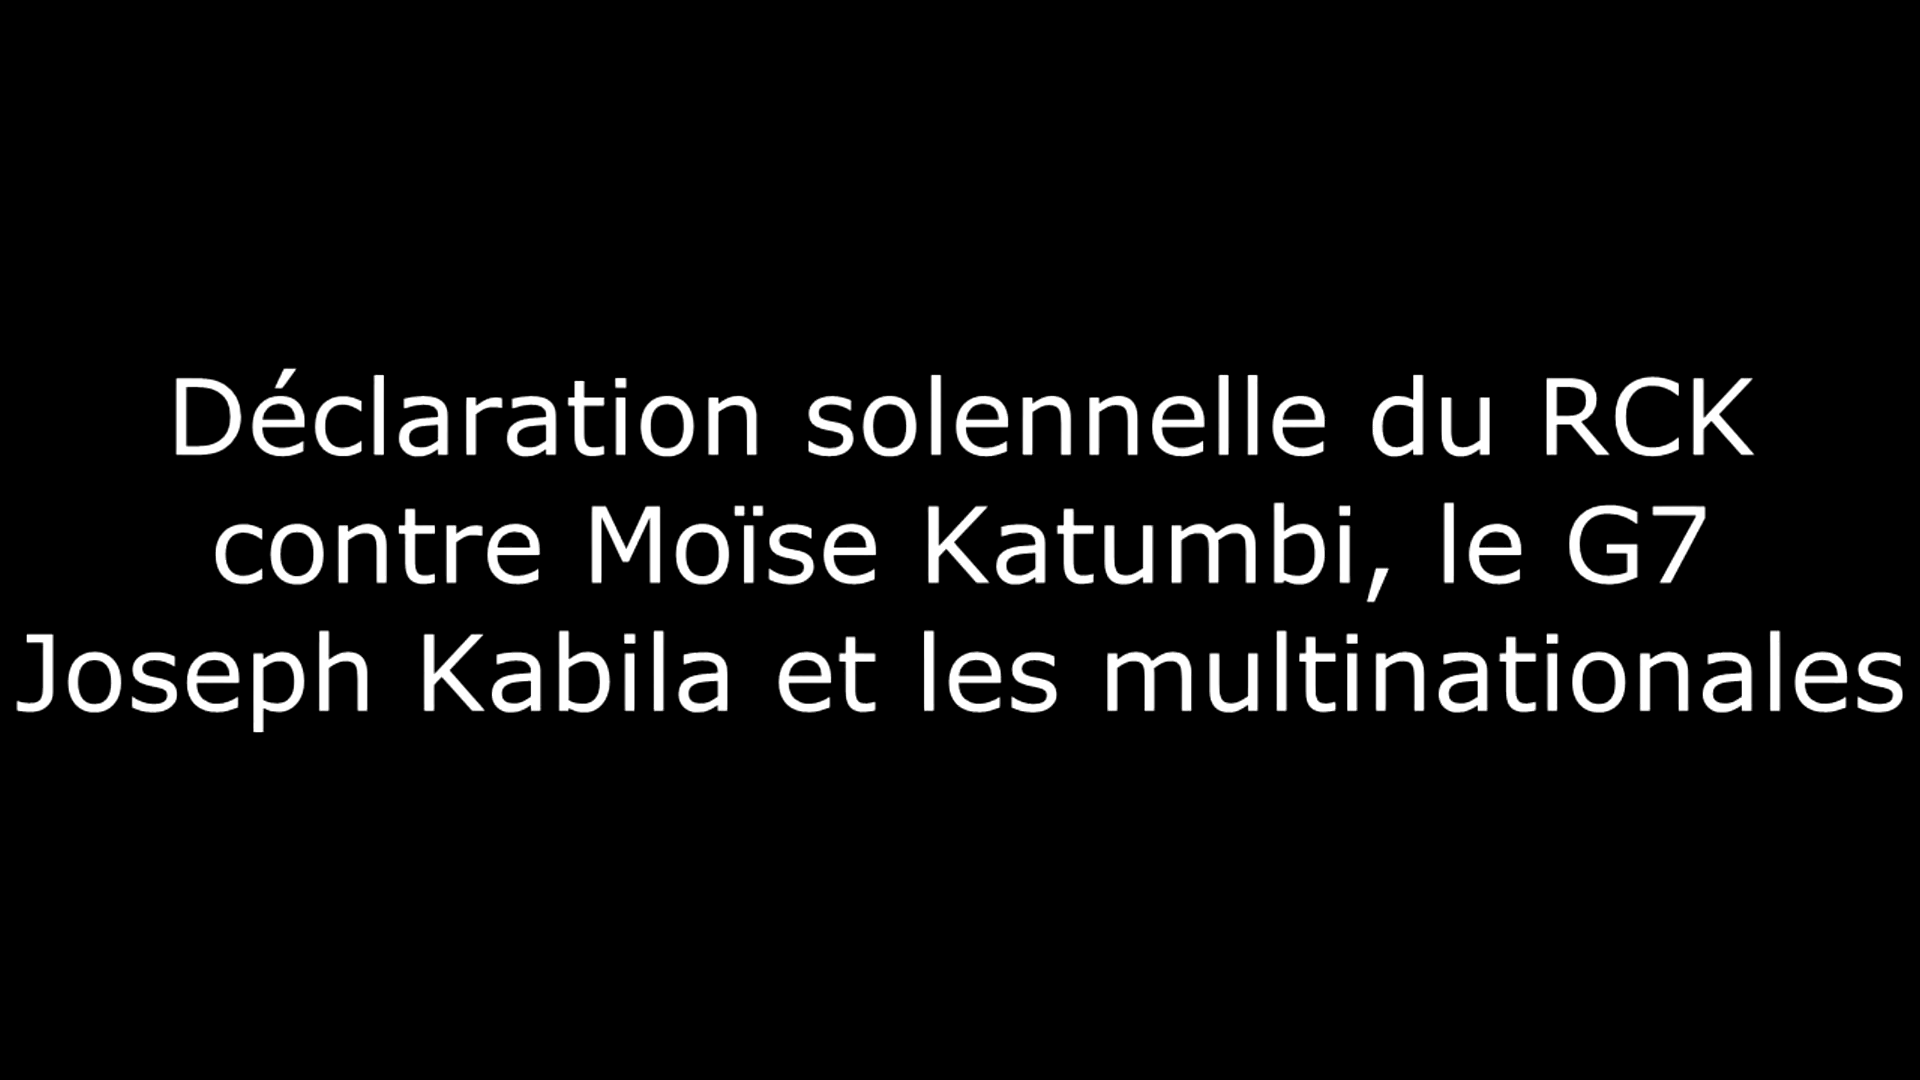 Déclaration solennelle du RCK
contre Moïse Katumbi, le G7
Joseph Kabila et les multinationales